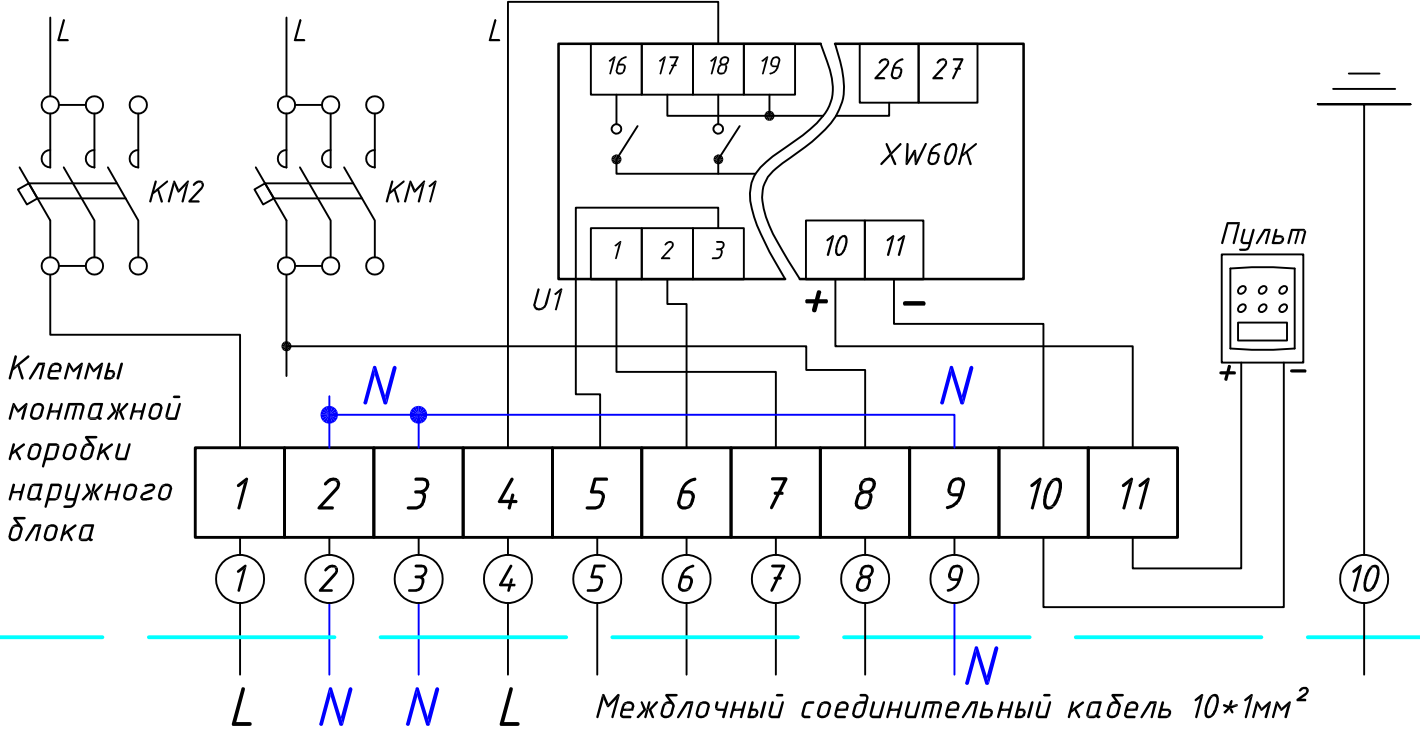 L L L
16 17 18 19 26 27
XW60K
КМ2 КМ1
1 2 3 10 11
U1 + −
Пульт
+ −
Клеммы
монтажной
коробки
наружного
блока
N N
1 2 3 4 5 6 7 8 9 10 11
1 2 3 4 5 6 7 8 9 10
L N N L N
Межблочный соединительный кабель 10*1мм²